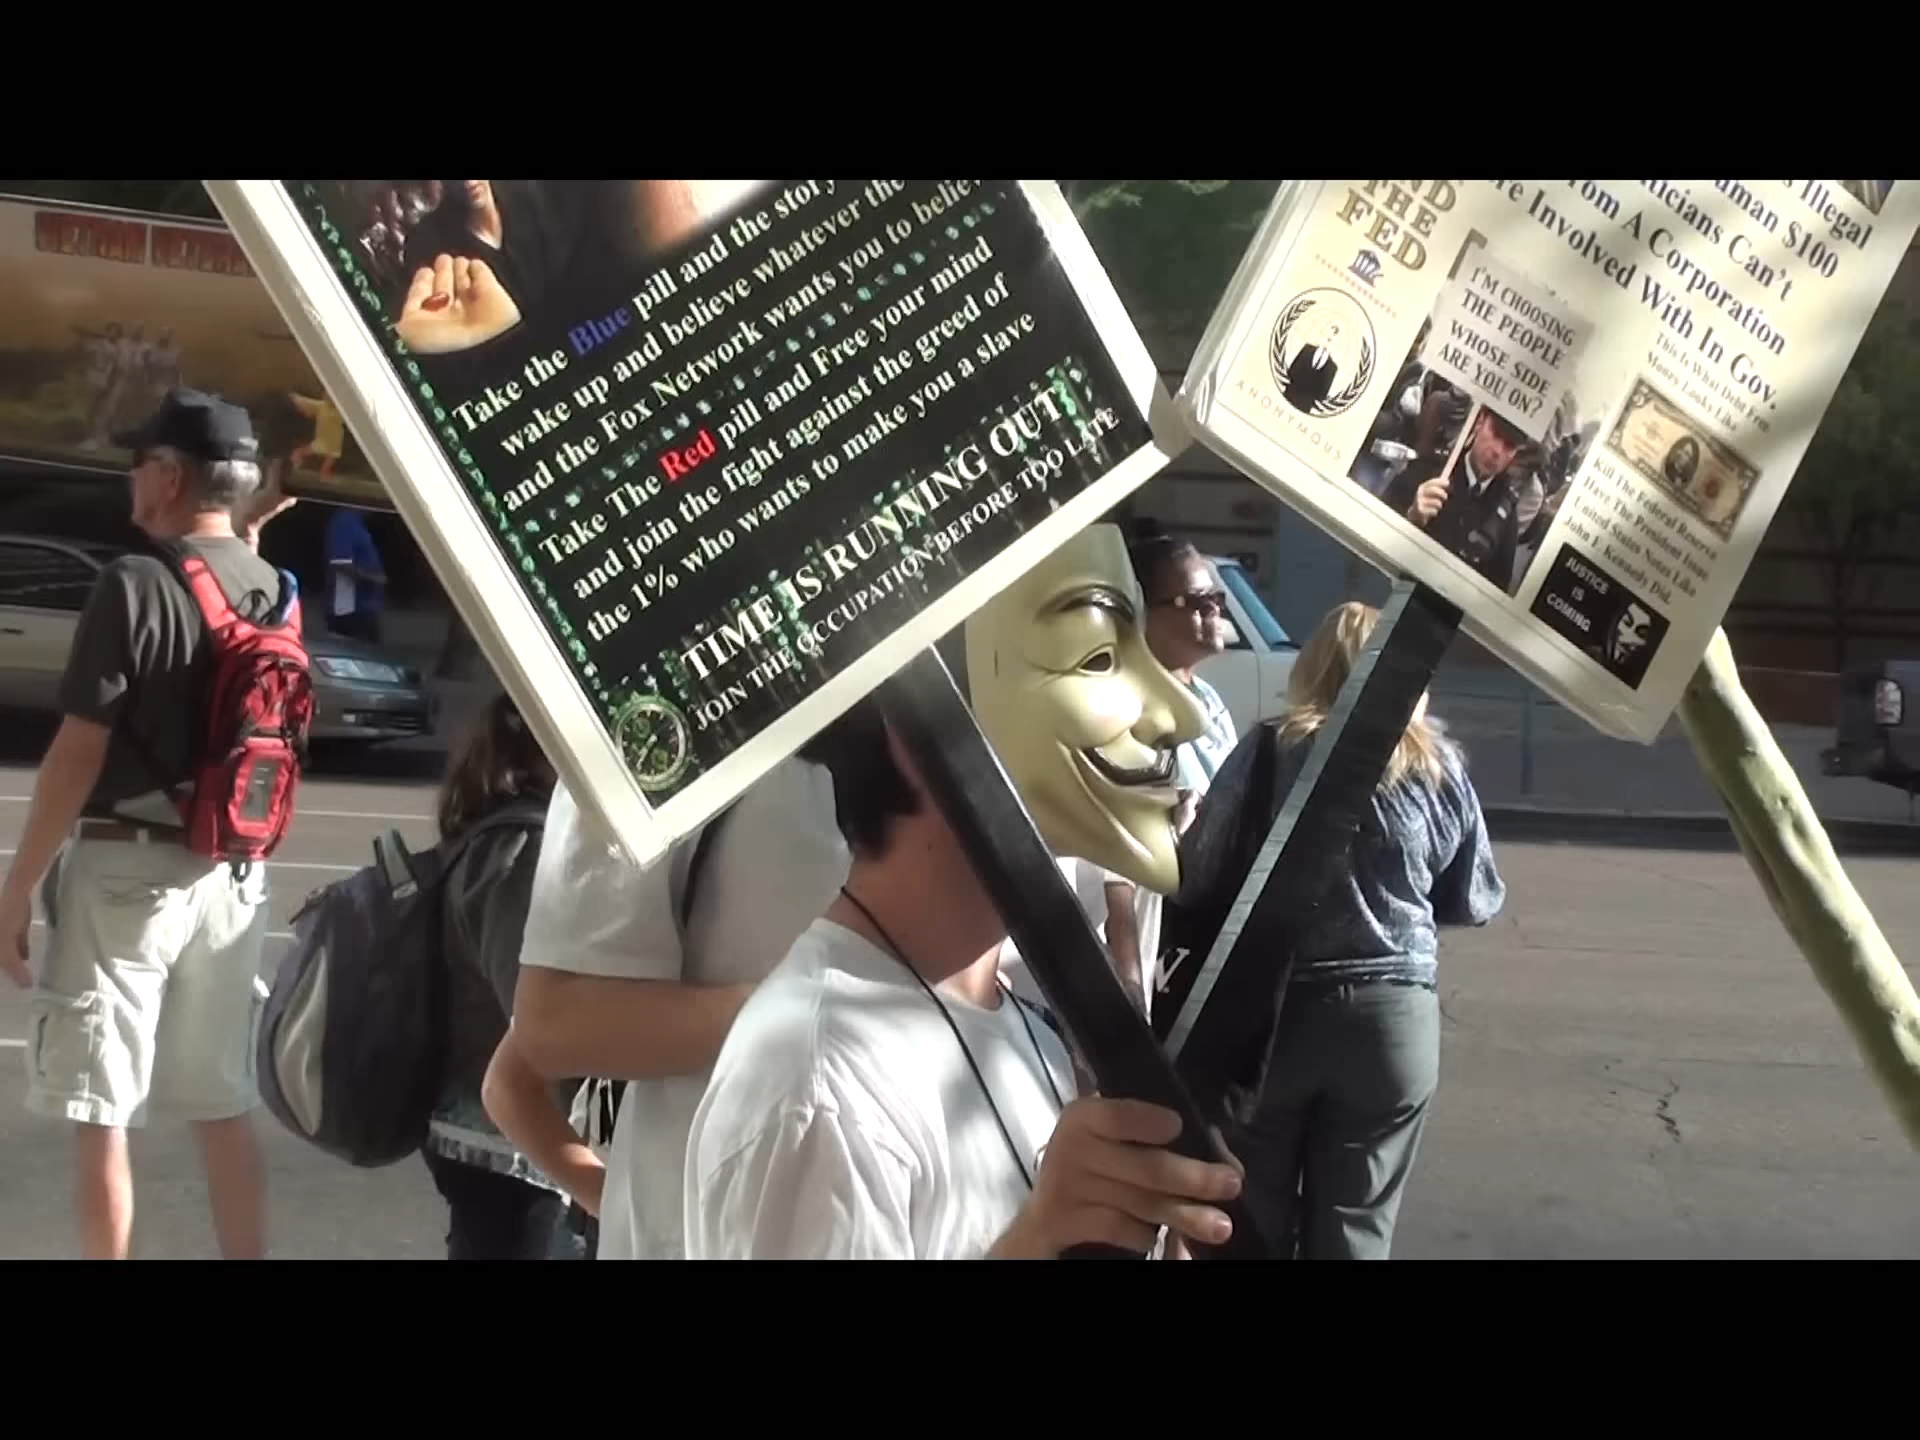 Take the Blue pill and the story
wake up and believe whatever the
and the Fox Network wants you to believ
Take The Red pill and Free your mind
and join the fight against the greed of
the 1% who wants to make you a slave
TIME IS RUNNING OUT
JOIN THE OCCUPATION BEFORE TOO LATE
THE
FED
ANONYMOUS
I'M CHOOSING
THE PEOPLE
WHOSE SIDE
ARE YOU ON?
Illegal
$100
Can't
From A Corporation
Involved With In Gov.
This Is What Debt Free
Money Looks Like
Kill The Federal Reserve
Have The President Issue
United States Notes Like
John F. Kennedy Did.
JUSTICE
IS
COMING